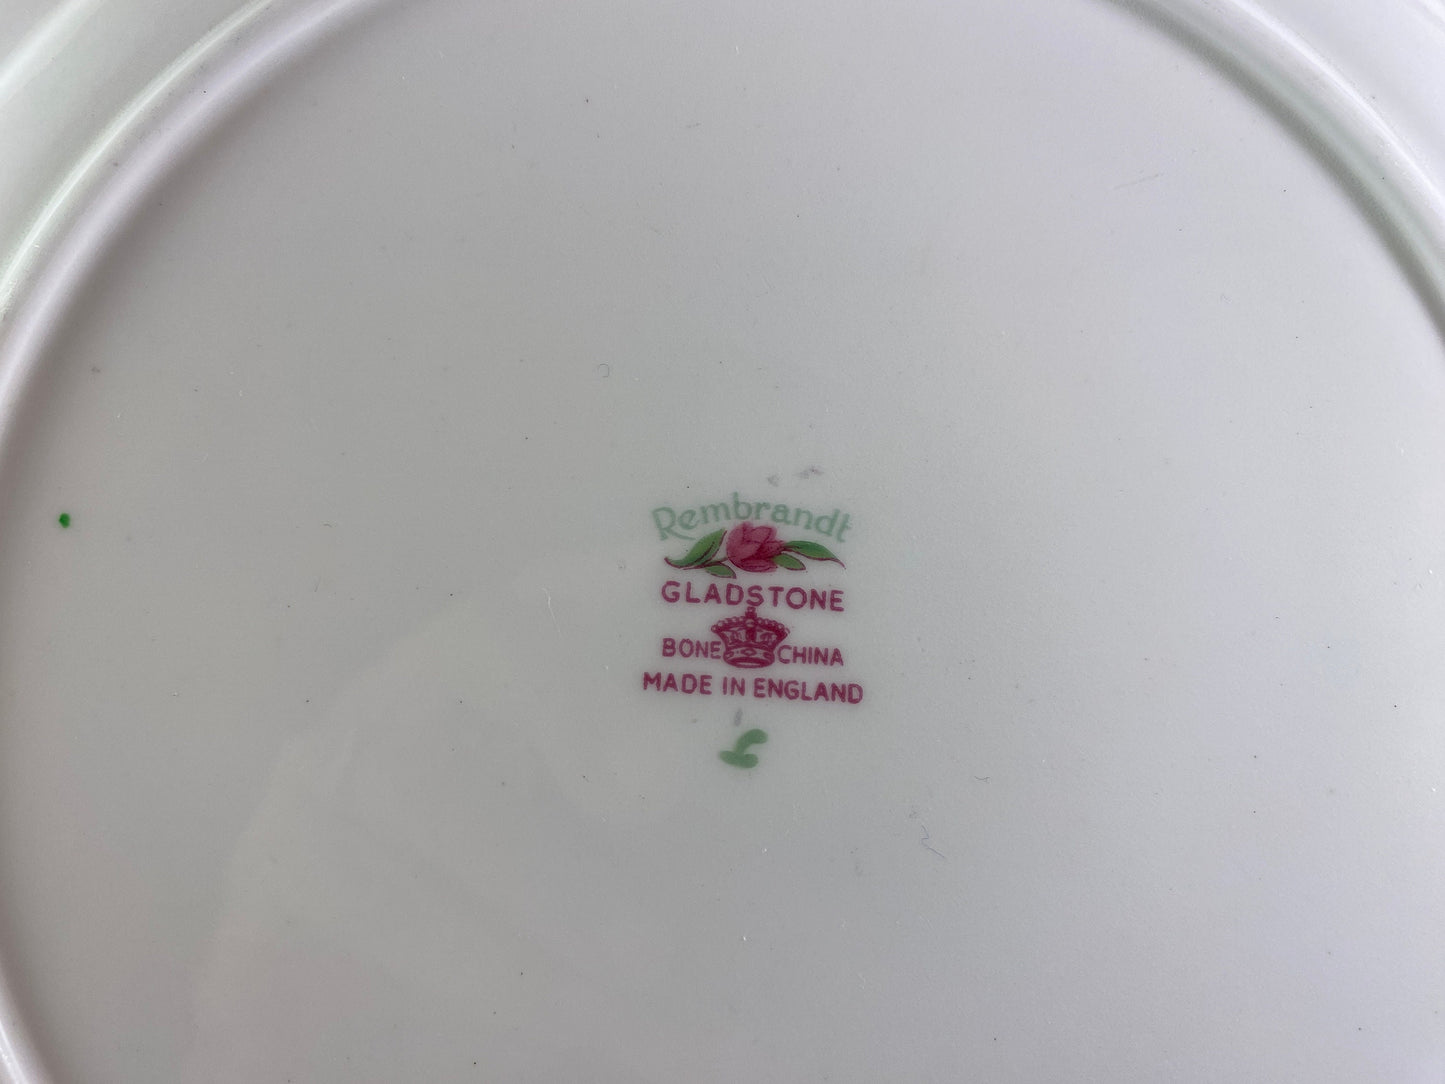 Rembrandt
GLADSTONE
BONE CHINA
MADE IN ENGLAND